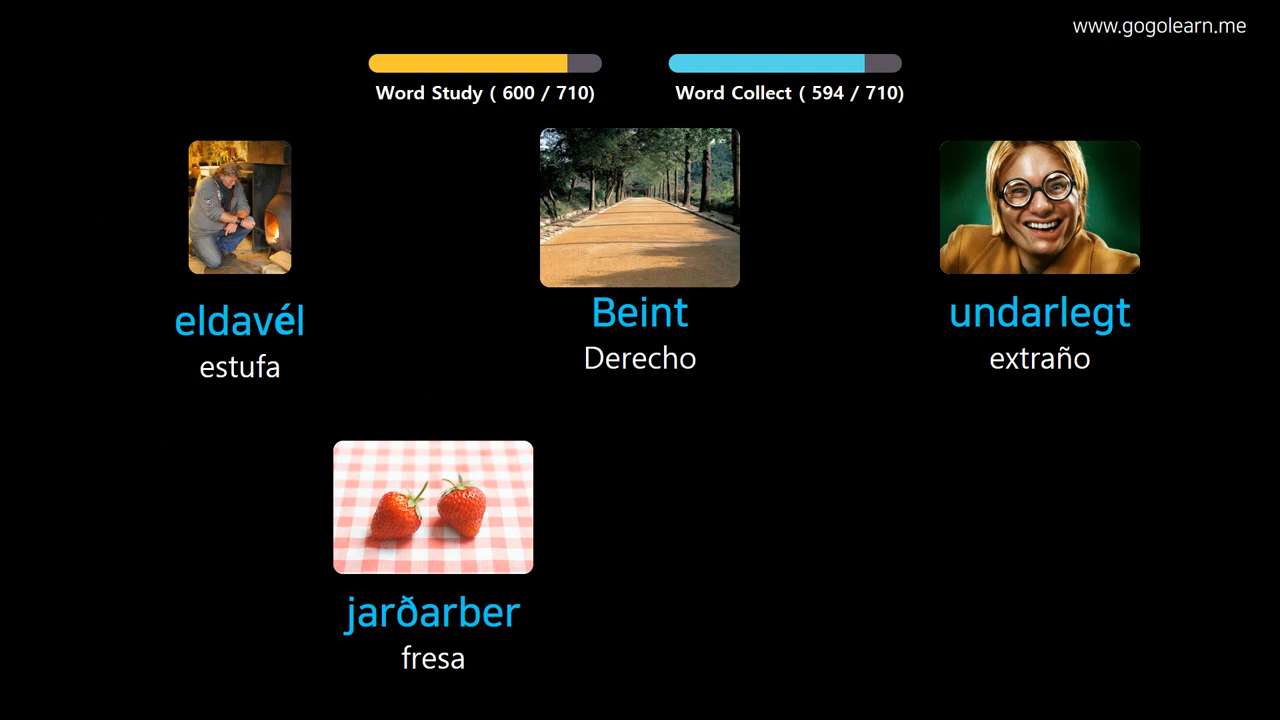 www.gogolearn.me
Word Study ( 600 / 710)
Word Collect ( 594 / 710)
eldavél
estufa
Beint
Derecho
undarlegt
extraño
jarðarber
fresa